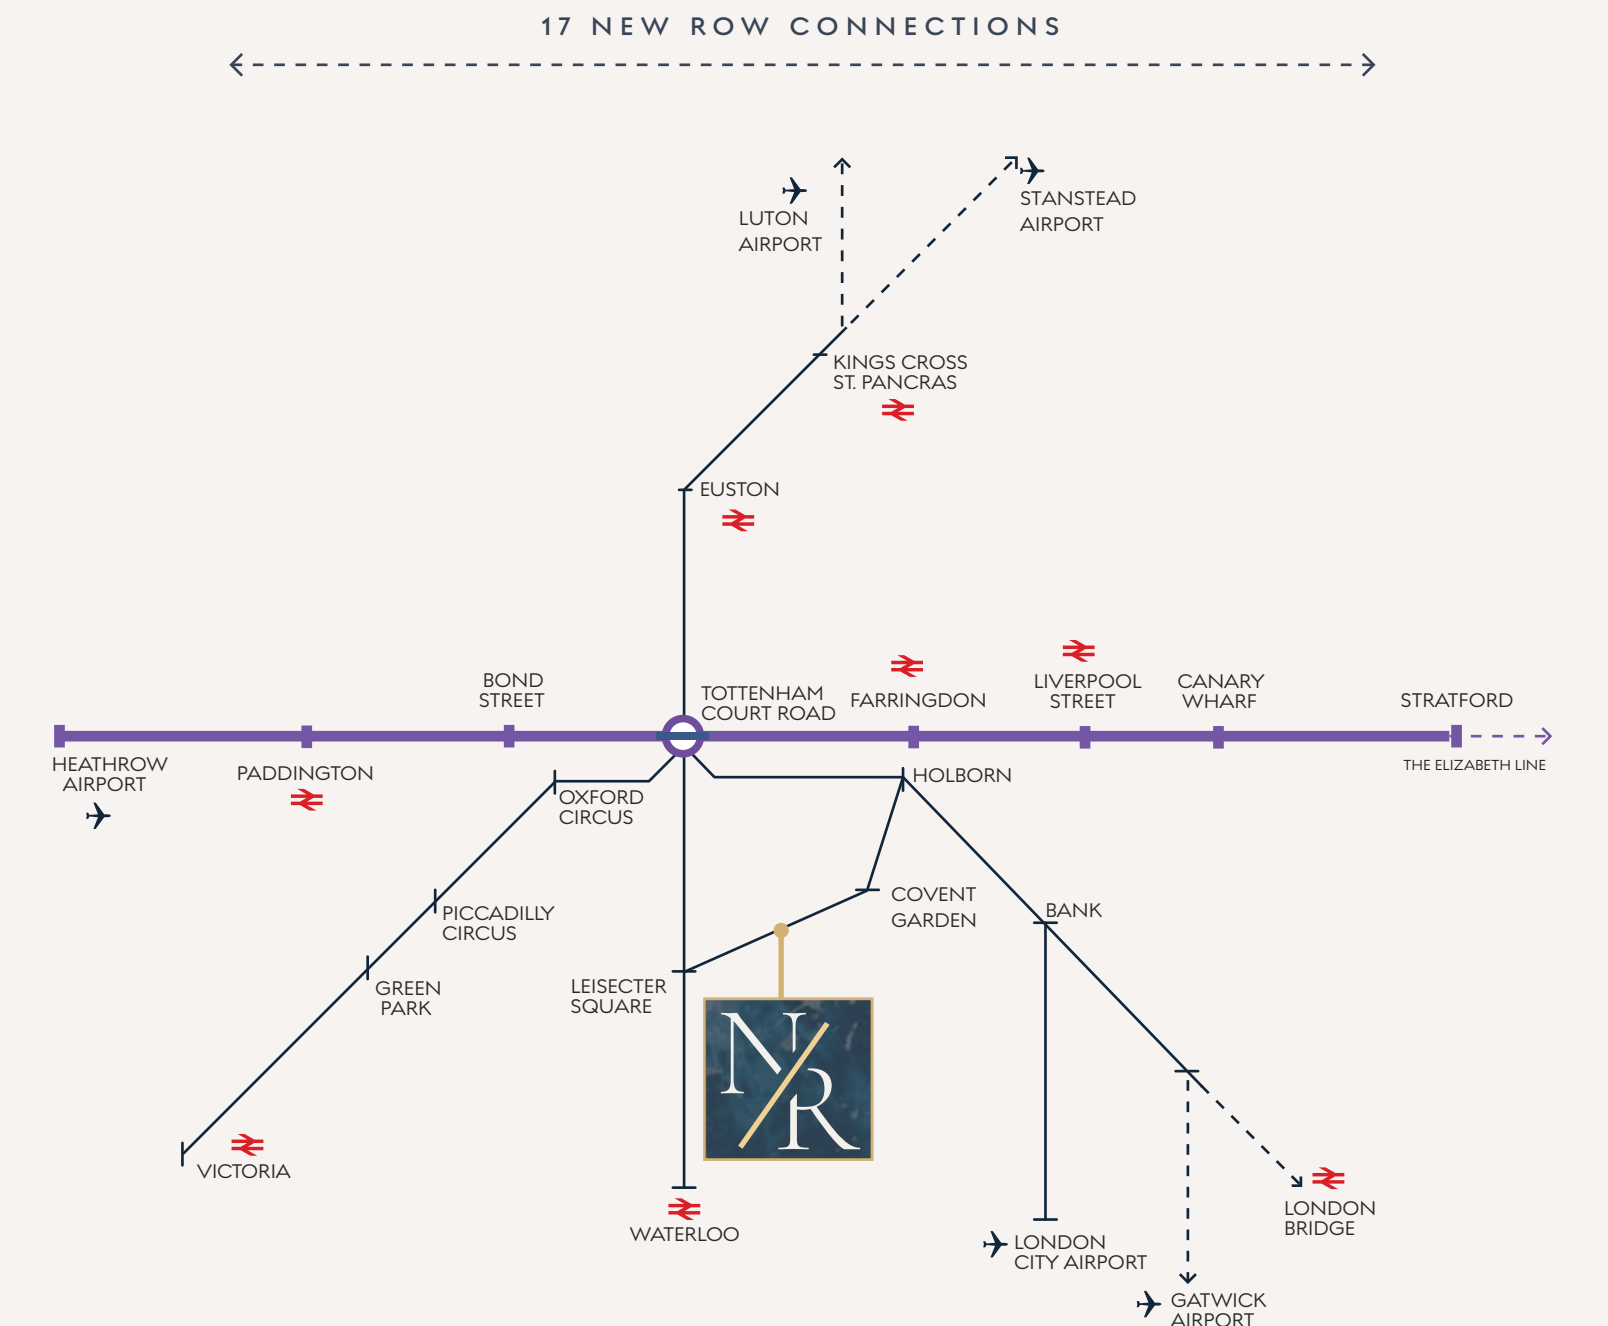 17 NEW ROW CONNECTIONS
LUTON
AIRPORT
STANSTEAD
AIRPORT
KINGS CROSS
ST. PANCRAS
EUSTON
BOND
STREET
TOTTENHAM
COURT ROAD
FARRINGDON
LIVERPOOL
STREET
CANARY
WHARF
STRATFORD
HEATHROW
AIRPORT
PADDINGTON
THE ELIZABETH LINE
OXFORD
CIRCUS
HOLBORN
COVENT
GARDEN
BANK
PICCADILLY
CIRCUS
GREEN
PARK
LEISECTER
SQUARE
N/R
VICTORIA
WATERLOO
LONDON
BRIDGE
LONDON
CITY AIRPORT
GATWICK
AIRPORT